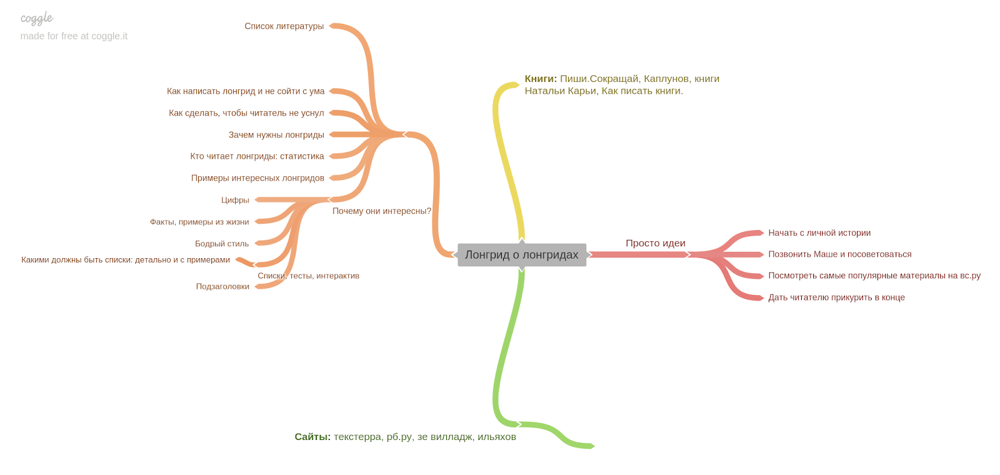 coggle
made for free at coggle.it
Список литературы
Как написать лонгрид и не сойти с ума
Как сделать, чтобы читатель не уснул
Зачем нужны лонгриды
Кто читает лонгриды: статистика
Примеры интересных лонгридов
Почему они интересны?
Цифры
Факты, примеры из жизни
Бодрый стиль
Списки, тесты, интерактив
Какими должны быть списки: детально и с примерами
Подзаголовки
Книги: Пиши.Сокращай, Каплунов, книги
Натальи Карьи, Как писать книги.
Лонгрид о лонгридах
Просто идеи
Начать с личной истории
Позвонить Маше и посоветоваться
Посмотреть самые популярные материалы на вс.ру
Дать читателю прикурить в конце
Сайты: текстерра, рб.ру, зе вилладж, ильяхов